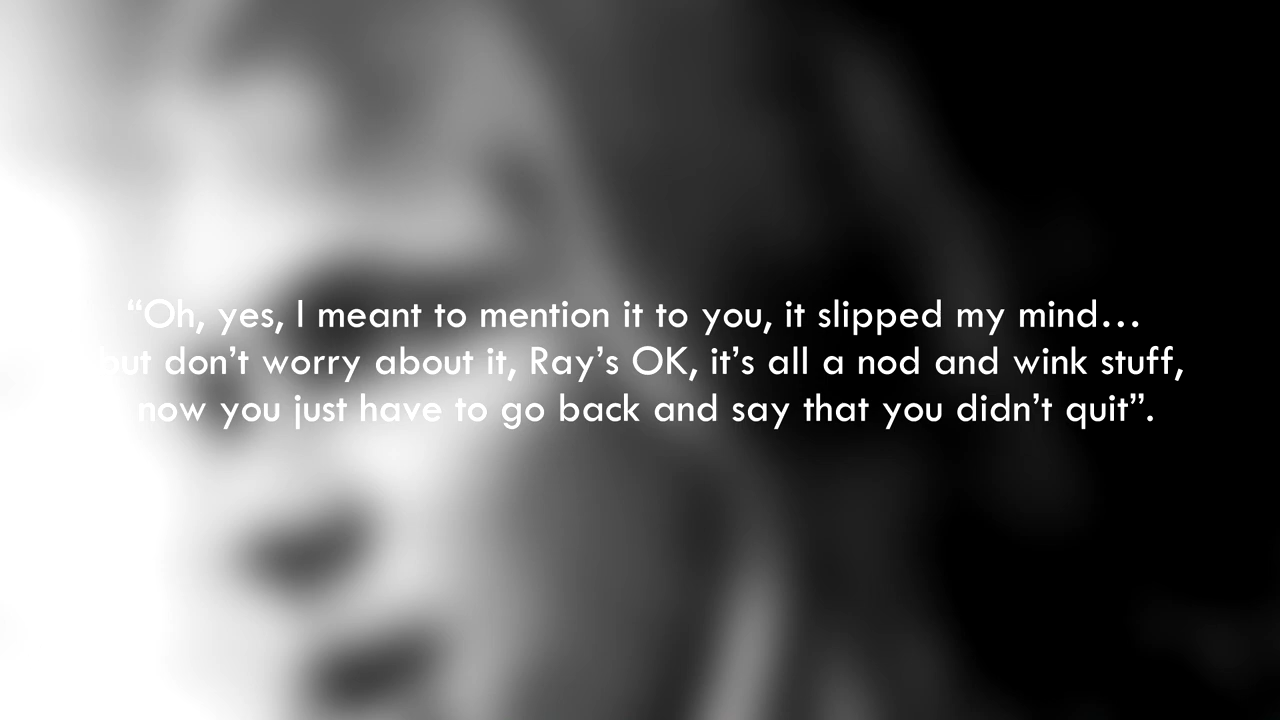 “Oh, yes, I meant to mention it to you, it slipped my mind…
but don’t worry about it, Ray’s OK, it’s all a nod and wink stuff,
now you just have to go back and say that you didn’t quit”.